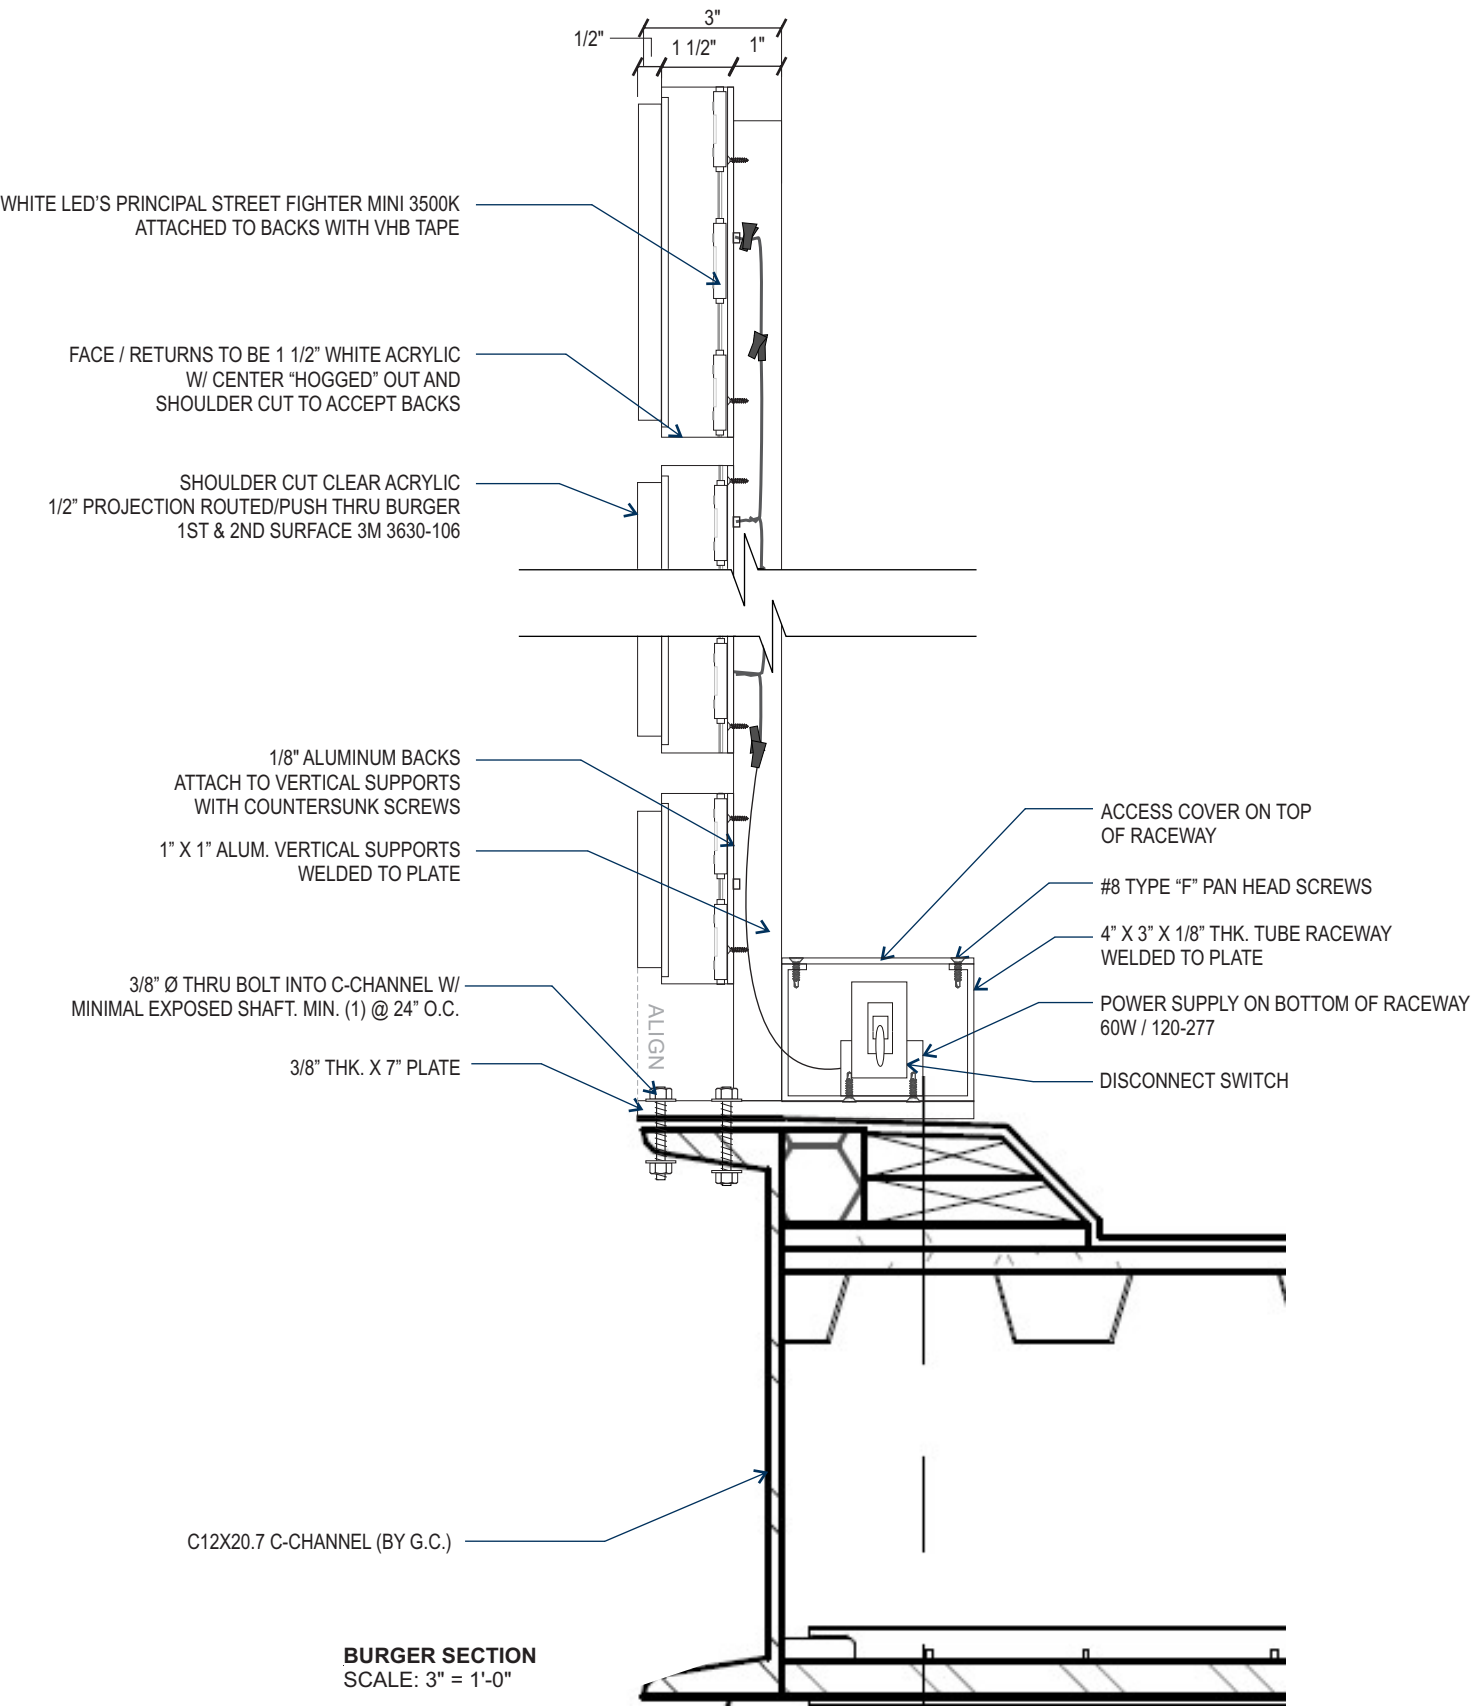 3"
1/2"
1 1/2"
1"
WHITE LED’S PRINCIPAL STREET FIGHTER MINI 3500K
ATTACHED TO BACKS WITH VHB TAPE
FACE / RETURNS TO BE 1 1/2” WHITE ACRYLIC
W/ CENTER “HOGGED” OUT AND
SHOULDER CUT TO ACCEPT BACKS
SHOULDER CUT CLEAR ACRYLIC
1/2” PROJECTION ROUTED/PUSH THRU BURGER
1ST & 2ND SURFACE 3M 3630-106
1/8" ALUMINUM BACKS
ATTACH TO VERTICAL SUPPORTS
WITH COUNTERSUNK SCREWS
1” X 1” ALUM. VERTICAL SUPPORTS
WELDED TO PLATE
3/8” Ø THRU BOLT INTO C-CHANNEL W/
MINIMAL EXPOSED SHAFT. MIN. (1) @ 24” O.C.
3/8” THK. X 7” PLATE
ALIGN
ACCESS COVER ON TOP
OF RACEWAY
#8 TYPE “F” PAN HEAD SCREWS
4” X 3” X 1/8” THK. TUBE RACEWAY
WELDED TO PLATE
POWER SUPPLY ON BOTTOM OF RACEWAY
60W / 120-277
DISCONNECT SWITCH
C12X20.7 C-CHANNEL (BY G.C.)
BURGER SECTION
SCALE: 3" = 1'-0"